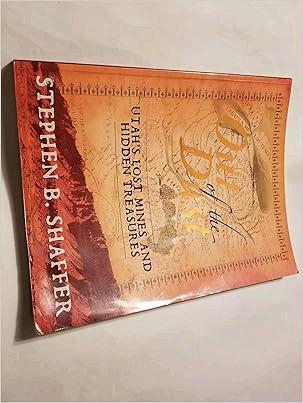 Out
of the
Dust
UTAH'S LOST MINES AND
HIDDEN TREASURES
STEPHEN B. SHAFFER